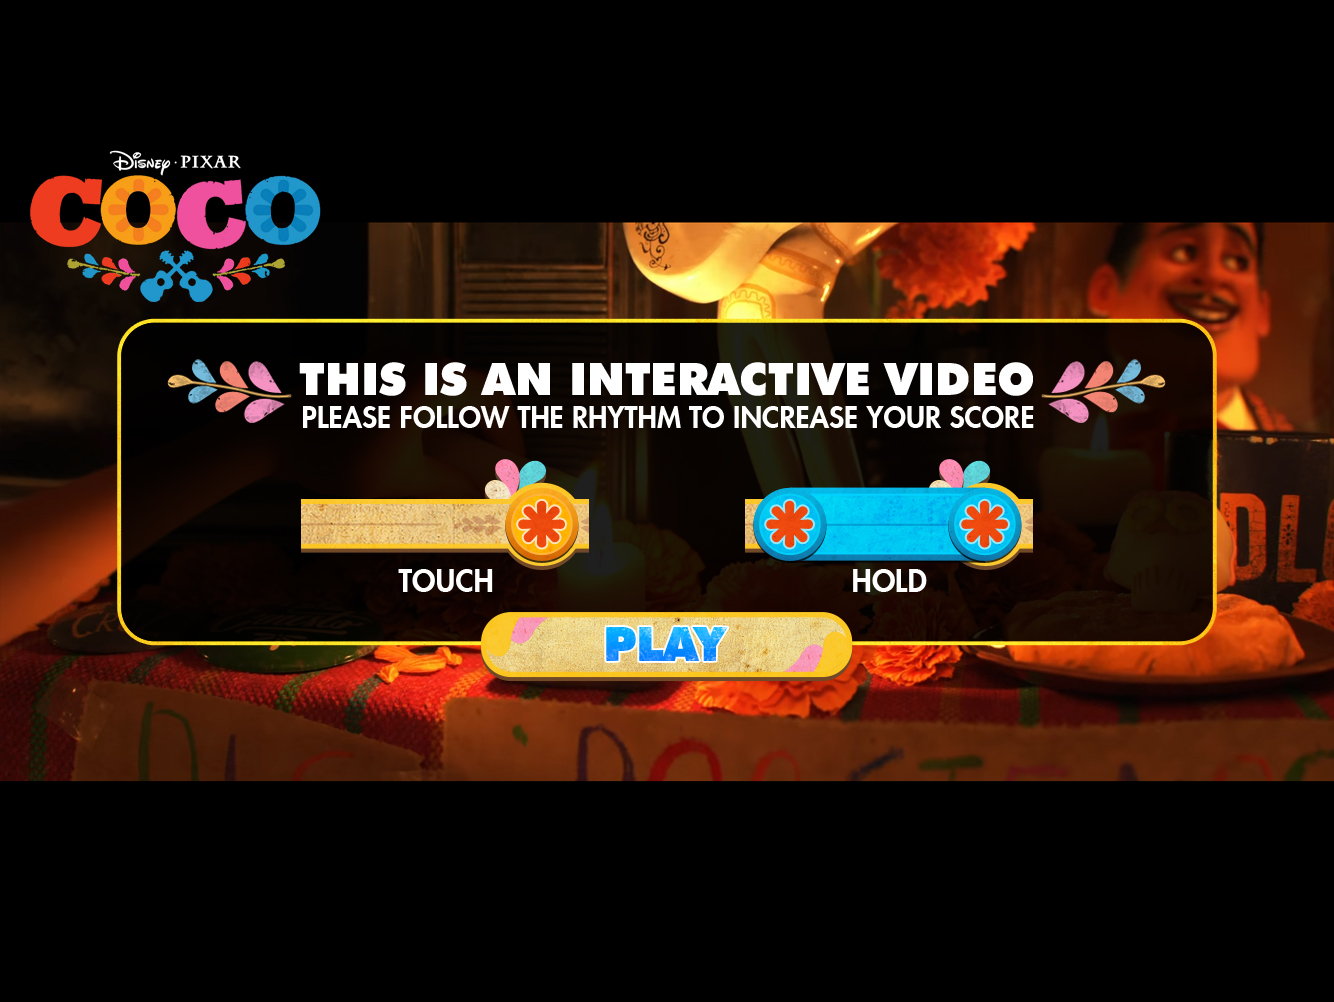 Disney · PIXAR
COCO
THIS IS AN INTERACTIVE VIDEO
PLEASE FOLLOW THE RHYTHM TO INCREASE YOUR SCORE
TOUCH
HOLD
PLAY